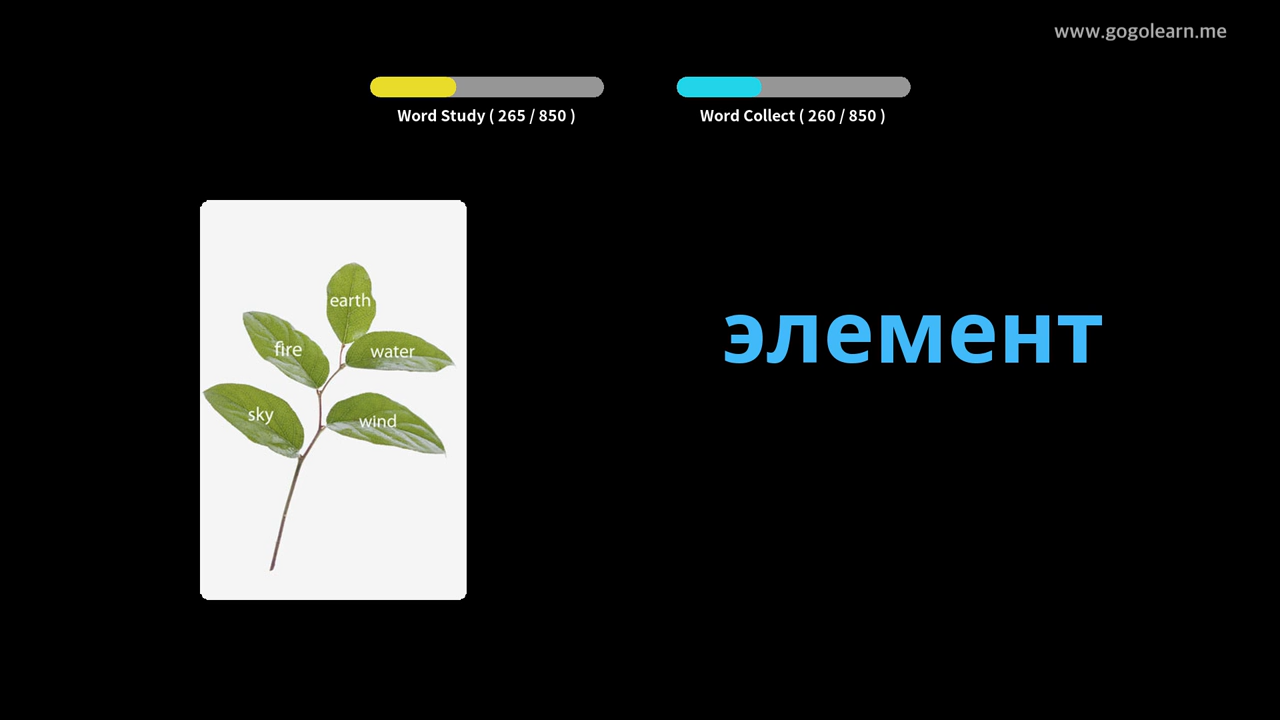 www.gogolearn.me
Word Study ( 265 / 850 )
Word Collect ( 260 / 850 )
earth
fire
water
sky
wind
элемент